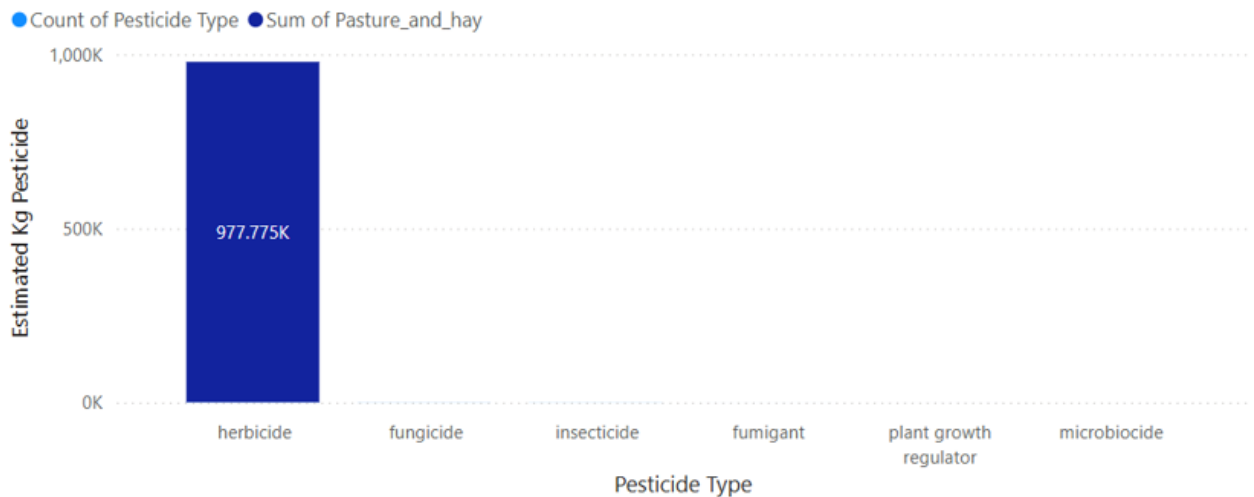 Count of Pesticide Type Sum of Pasture_and_hay
Estimated Kg Pesticide
1,000K
500K
0K
977.775K
herbicide fungicide insecticide fumigant plant growth microbiocide
regulator
Pesticide Type